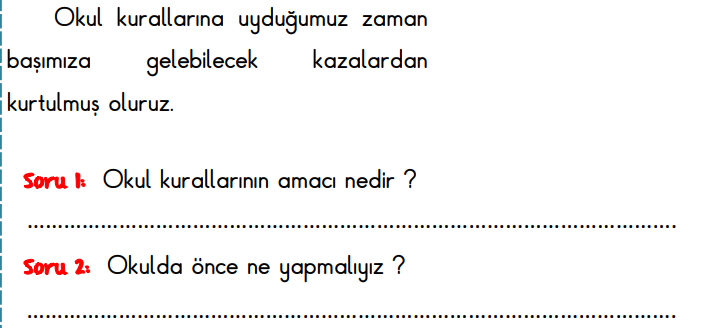 Okul kurallarına uyduğumuz zaman
başımıza gelebilecek kazalardan
kurtulmuş oluruz.
Soru 1: Okul kurallarının amacı nedir ?
........................................................................................................
Soru 2: Okulda önce ne yapmalıyız ?
........................................................................................................